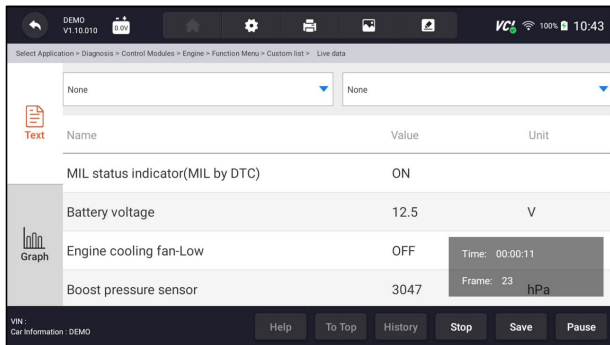 DEMO
V1.10.010
0.0V
VCI
100%
10:43
Select Application > Diagnosis > Control Modules > Engine > Function Menu > Custom list > Live data
None
None
Text
Name Value Unit
MIL status indicator(MIL by DTC) ON
Battery voltage 12.5 V
Graph
Engine cooling fan-Low OFF
Time: 00:00:11
Frame: 23
Boost pressure sensor 3047 hPa
VIN :
Car Information : DEMO
Help To Top History Stop Save Pause